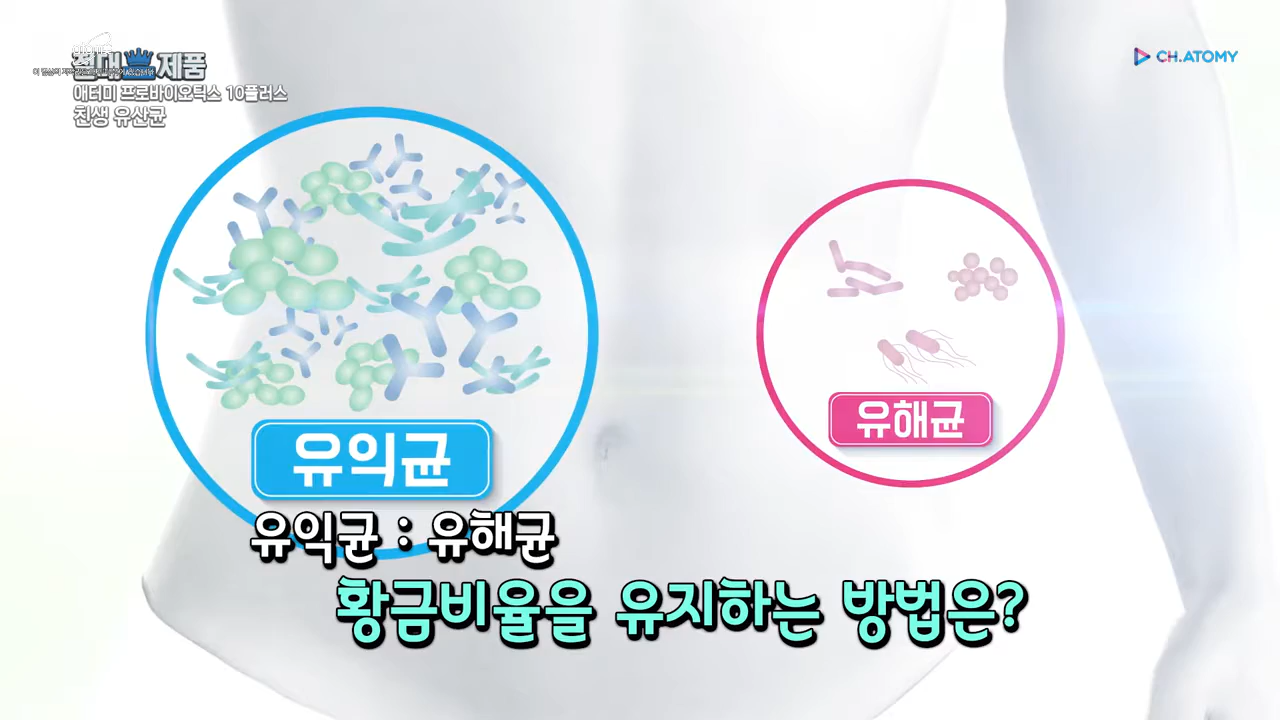 제품
CH.ATOMY
애터미 프로바이오틱스 10플러스
친생 유산균
유익균
유해균
유익균 : 유해균
황금비율을 유지하는 방법은?